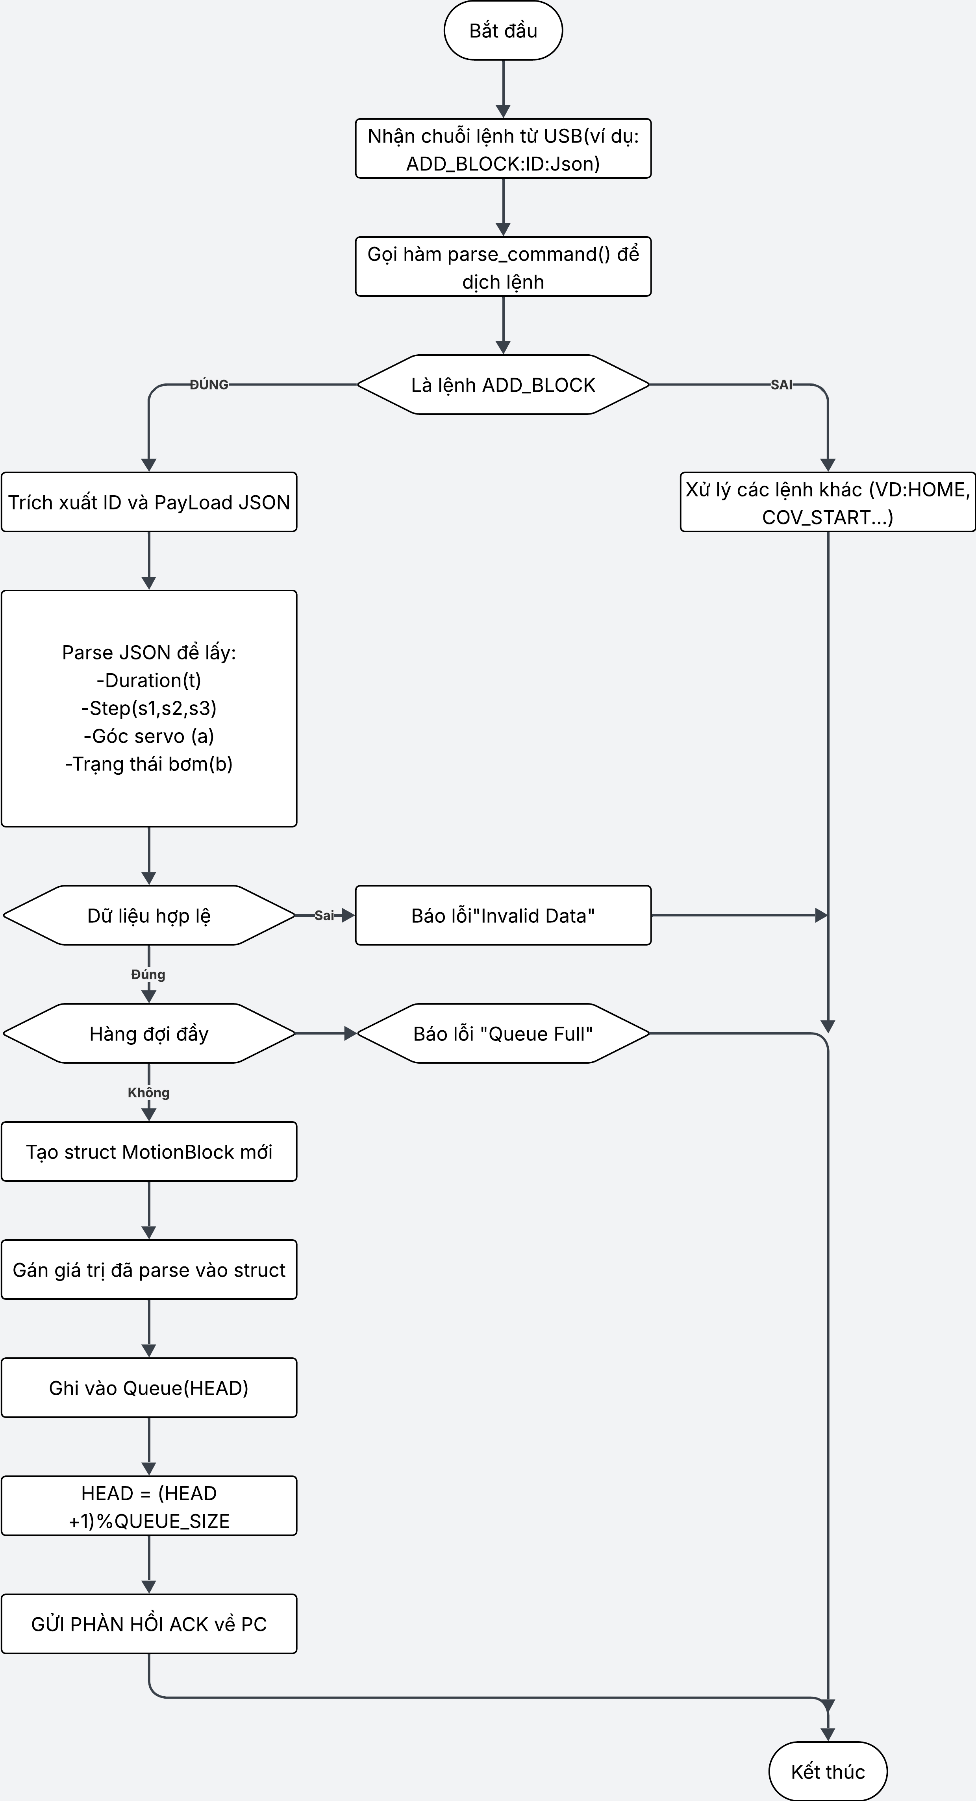 Bắt đầu
Nhận chuỗi lệnh từ USB(ví dụ:
ADD_BLOCK:ID:Json)
Gọi hàm parse_command() để
dịch lệnh
Là lệnh ADD_BLOCK
ĐÚNG
SAI
Trích xuất ID và PayLoad JSON
Xử lý các lệnh khác (VD:HOME,
COV_START...)
Parse JSON để lấy:
-Duration(t)
-Step(s1,s2,s3)
-Góc servo (a)
-Trạng thái bơm(b)
Dữ liệu hợp lệ
Sai
Báo lỗi"Invalid Data"
Đúng
Hàng đợi đầy
Báo lỗi "Queue Full"
Không
Tạo struct MotionBlock mới
Gán giá trị đã parse vào struct
Ghi vào Queue(HEAD)
HEAD = (HEAD
+1)%QUEUE_SIZE
GỬI PHÀN HỒI ACK về PC
Kết thúc